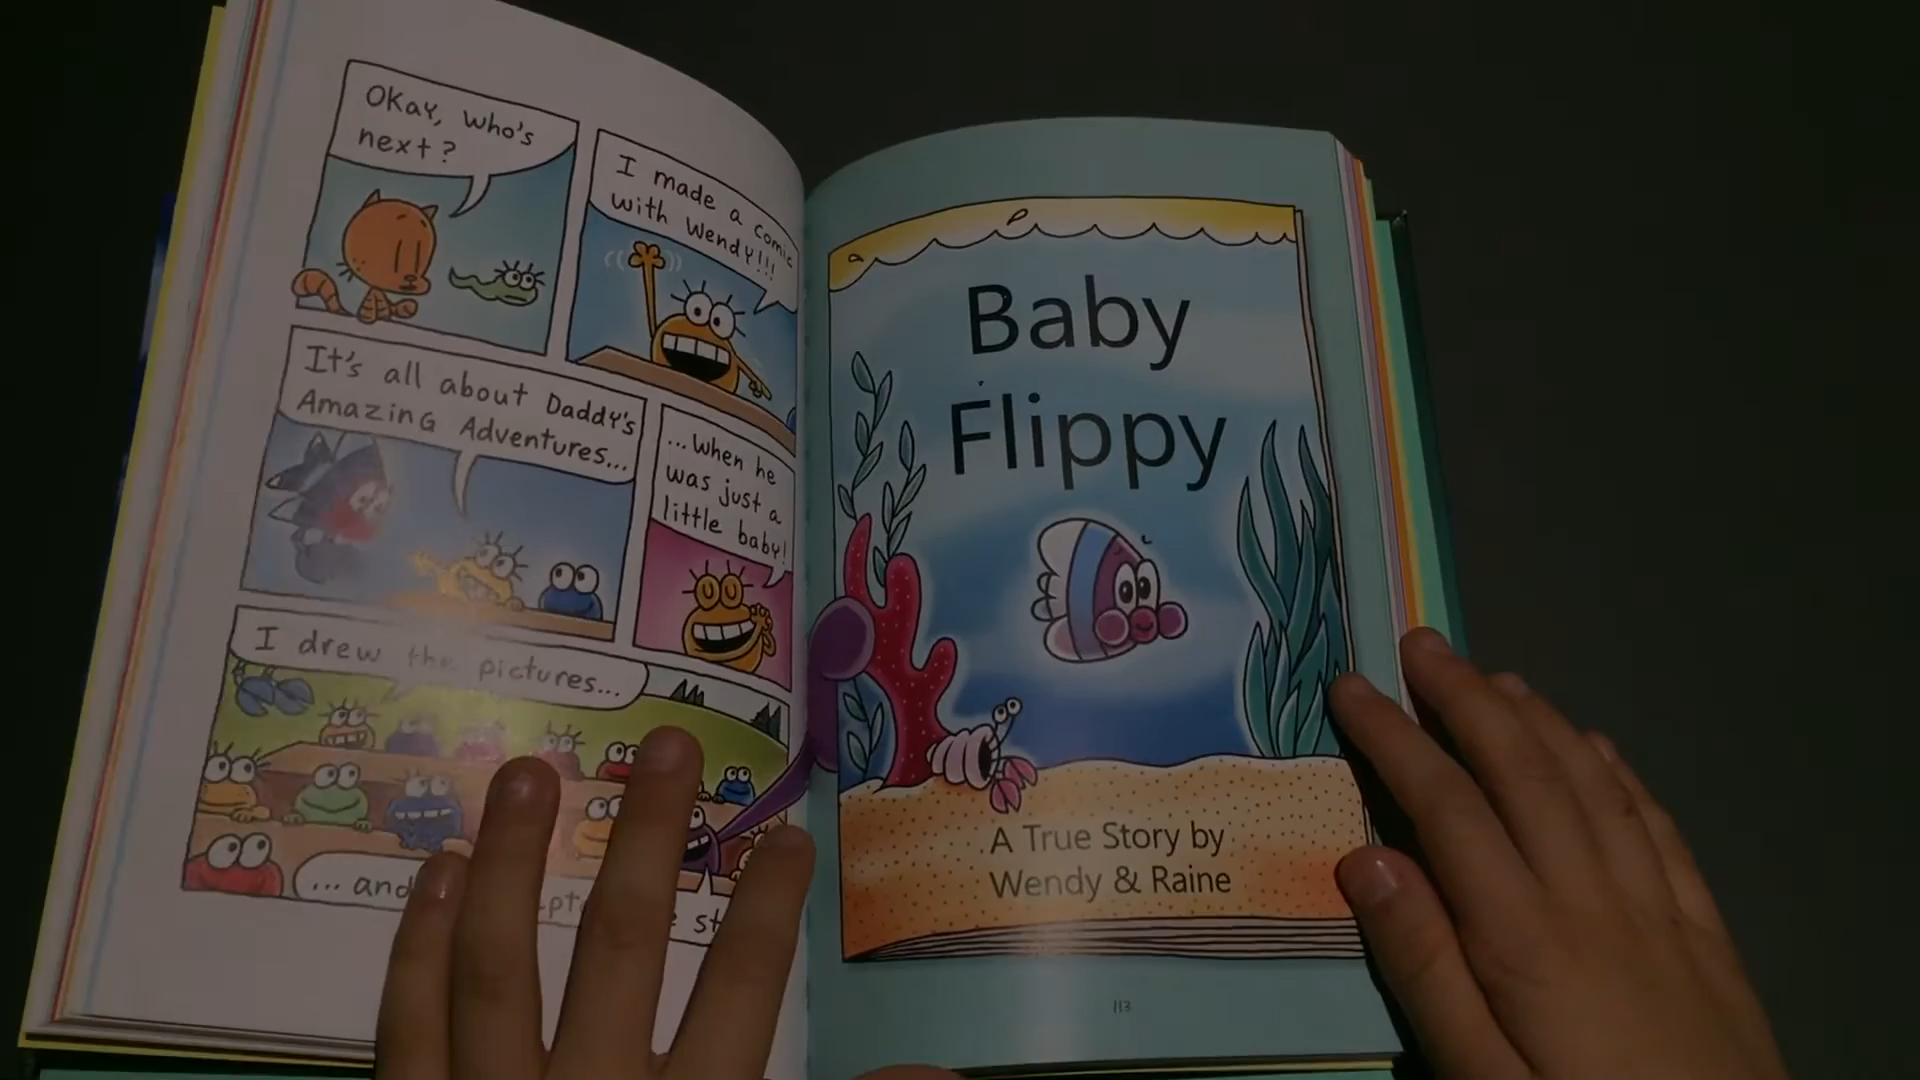 Okay, who's
next?
I made a comic
with Wendy!!!
It's all about Daddy's
Amazing Adventures...
...when he
was just a
little baby!
I drew the pictures...
... and
Baby
Flippy
A True Story by
Wendy & Raine
113